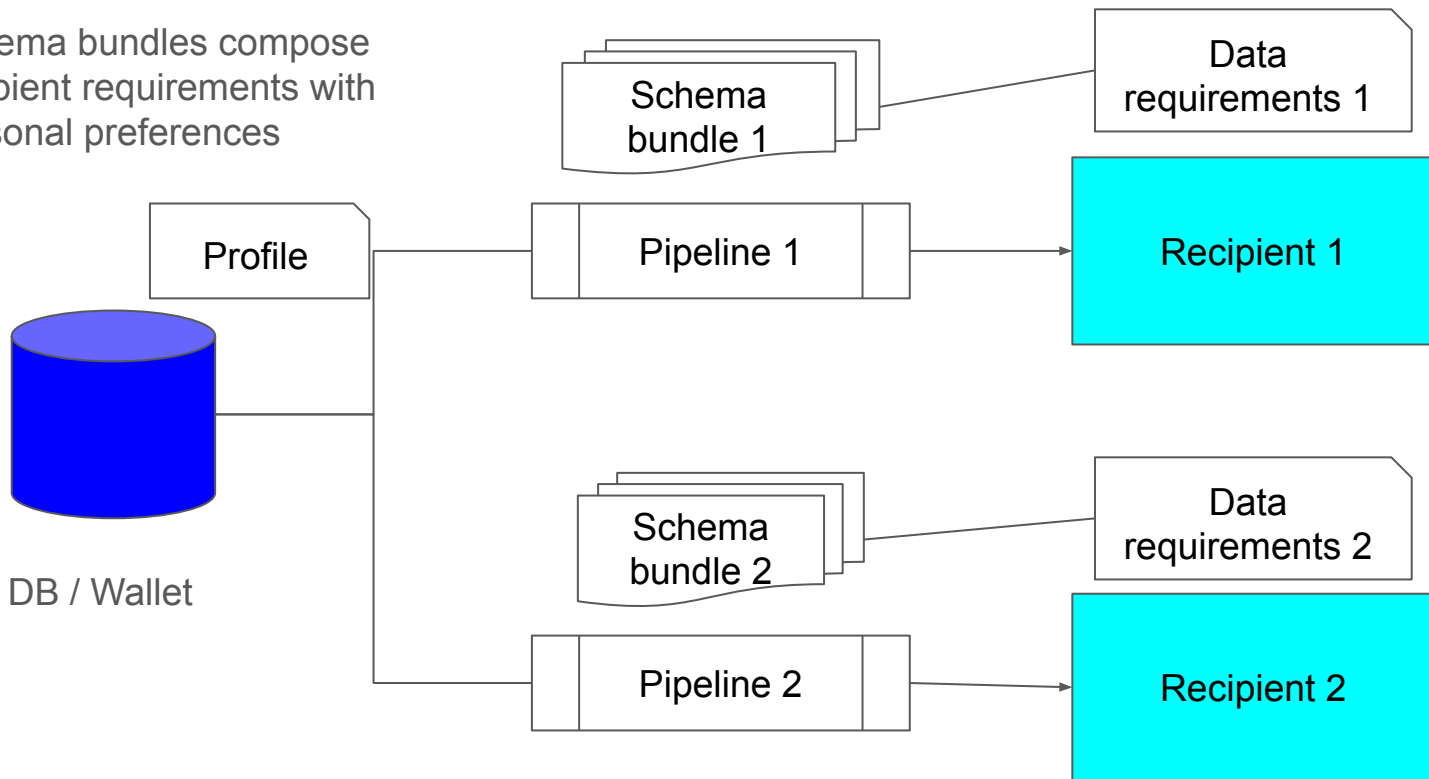 ema bundles compose
pient requirements with
sonal preferences
Schema
bundle 1
Data
requirements 1
Profile
Pipeline 1
Recipient 1
Schema
bundle 2
Data
requirements 2
DB / Wallet
Pipeline 2
Recipient 2